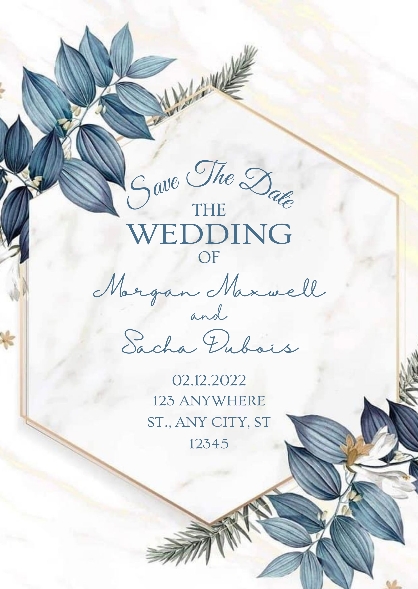 Save The Date
THE
WEDDING
OF
Morgan Maxwell
and
Sacha Dubois
02.12.2022
123 ANYWHERE
ST., ANY CITY, ST
12345